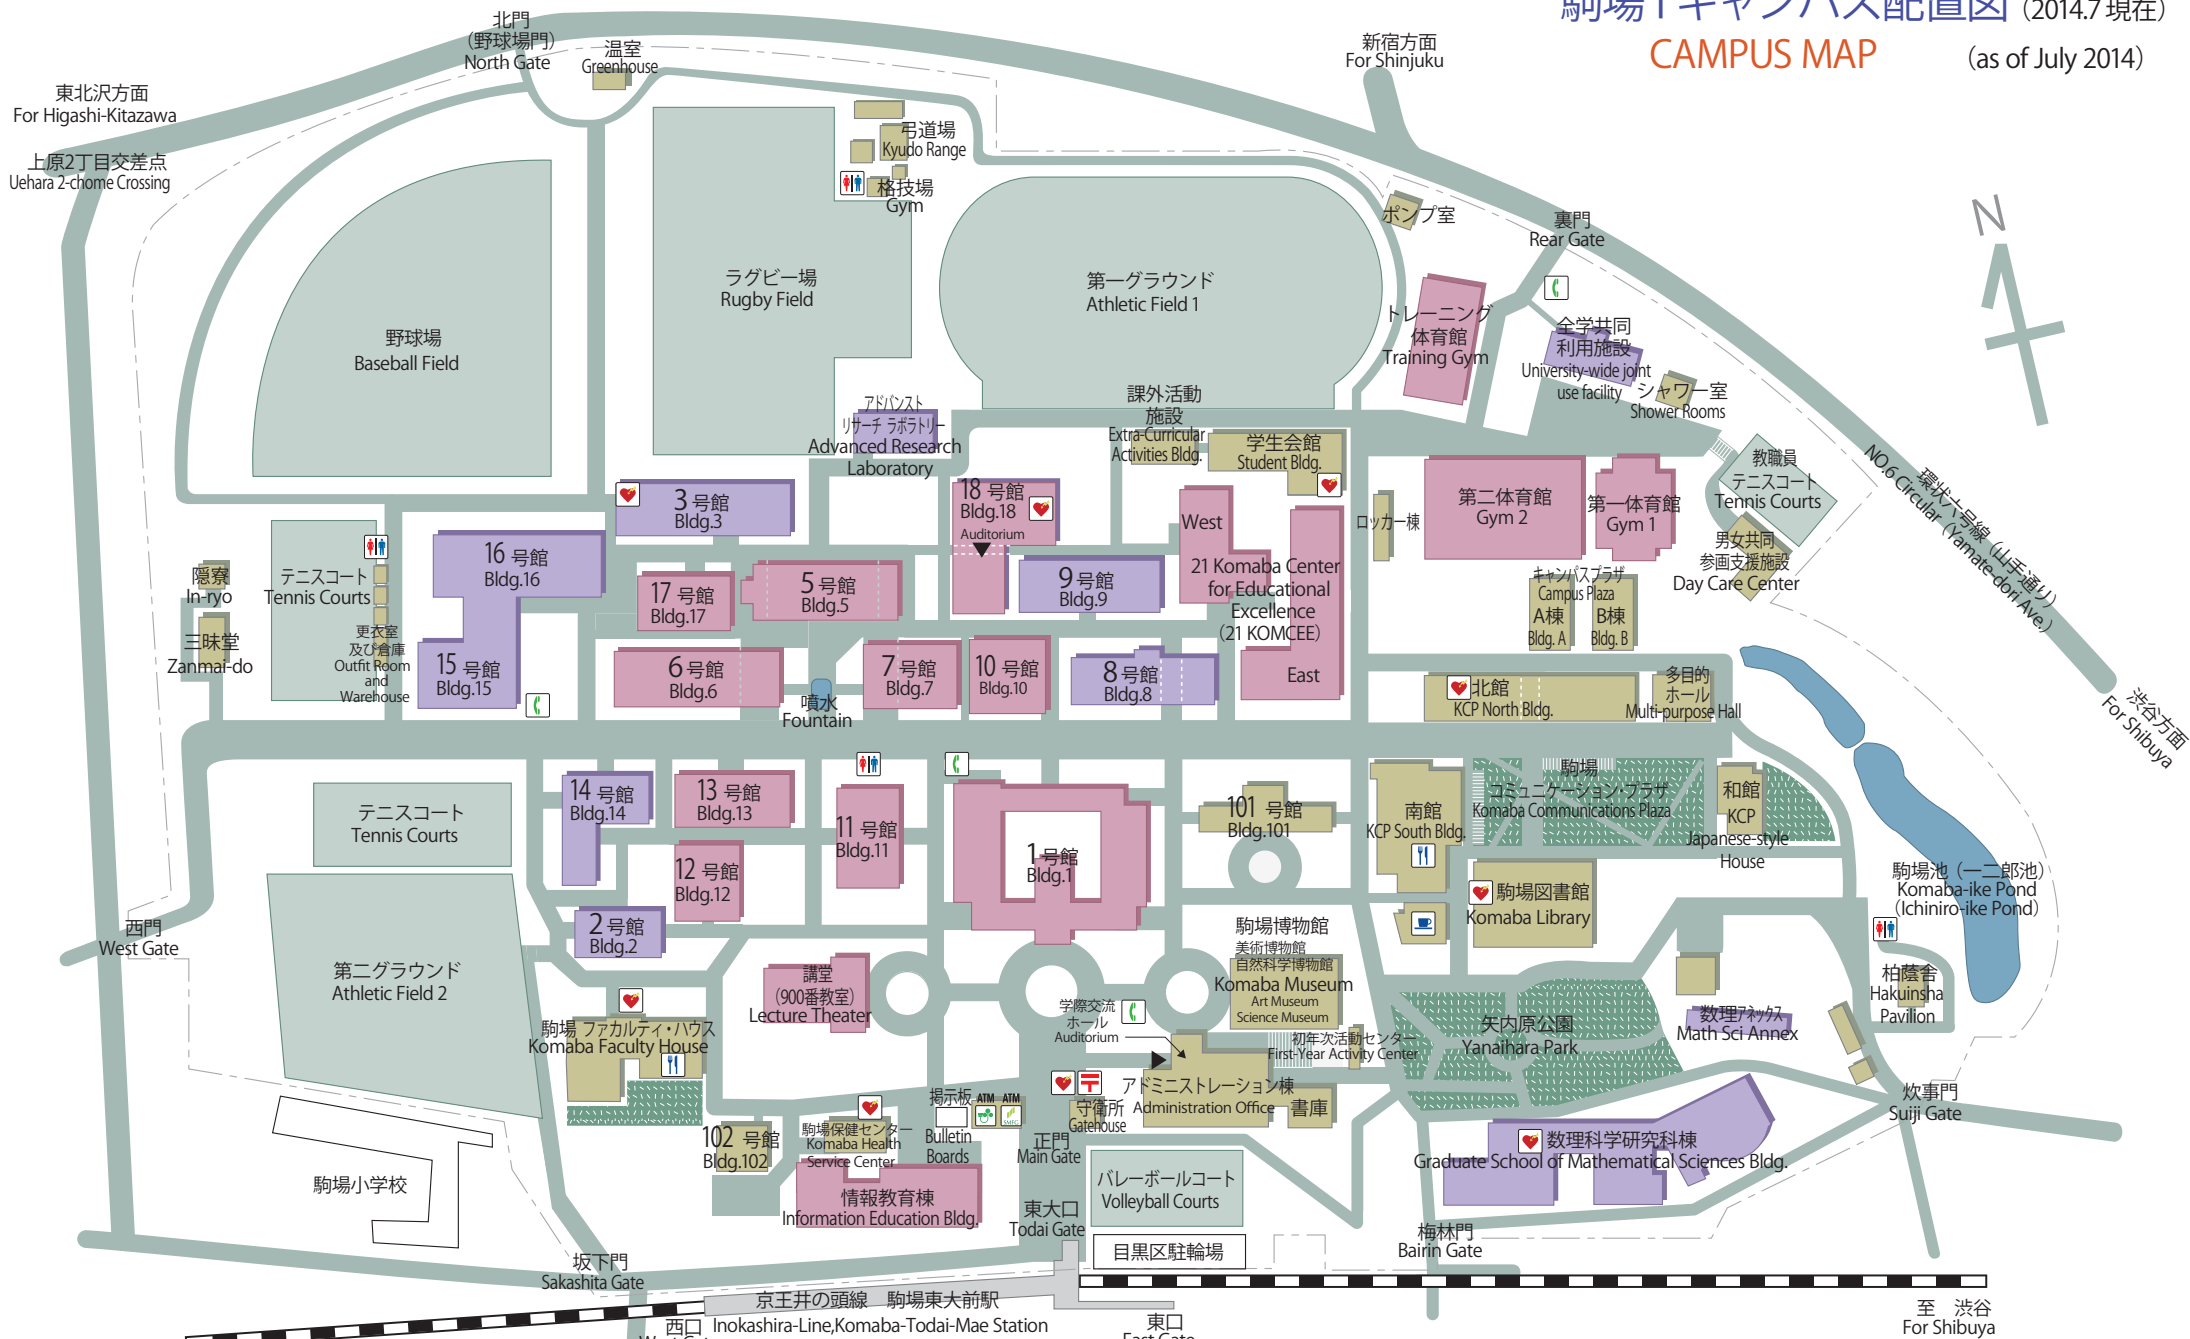 駒場Iキャンパス配置図（2014.7 現在）
CAMPUS MAP （as of July 2014）
北門
（野球場門）
North Gate
温室
Greenhouse
新宿方面
For Shinjuku
東北沢方面
For Higashi-Kitazawa
上原2丁目交差点
Uehara 2-chome Crossing
弓道場
Kyudo Range
格技場
Gym
ポンプ室
裏門
Rear Gate
N
ラグビー場
Rugby Field
第一グラウンド
Athletic Field 1
野球場
Baseball Field
トレーニング
体育館
Training Gym
全学共同
利用施設
University-wide joint
use facility
シャワー室
Shower Rooms
アドバンスト
リサーチ ラボラトリー
Advanced Research
Laboratory
課外活動
施設
Extra-Curricular
Activities Bldg.
学生会館
Student Bldg.
教職員
テニスコート
Tennis Courts
環状六号線（山手通り）
NO.6 Circular（Yamate-dori Ave.）
3 号館
Bldg.3
18 号館
Bldg.18
Auditorium
West
ロッカー棟
第二体育館
Gym 2
第一体育館
Gym 1
男女共同
参画支援施設
Day Care Center
16 号館
Bldg.16
隠寮
In-ryo
テニスコート
Tennis Courts
17 号館
Bldg.17
5 号館
Bldg.5
9 号館
Bldg.9
21 Komaba Center
for Educational
Excellence
（21 KOMCEE）
East
キャンパスプラザ
Campus Plaza
A棟
Bldg. A
B棟
Bldg. B
三昧堂
Zanmai-do
更衣室
及び倉庫
Outfit Room
and
Warehouse
15 号館
Bldg.15
6 号館
Bldg.6
7 号館
Bldg.7
10 号館
Bldg.10
8 号館
Bldg.8
噴水
Fountain
北館
KCP North Bldg.
多目的
ホール
Multi-purpose Hall
渋谷方面
For Shibuya
14 号館
Bldg.14
13 号館
Bldg.13
11 号館
Bldg.11
12 号館
Bldg.12
1号館
Bldg.1
101 号館
Bldg.101
南館
KCP South Bldg.
駒場
コミュニケーション・プラザ
Komaba Communications Plaza
和館
KCP
Japanese-style
House
テニスコート
Tennis Courts
駒場池（一二郎池）
Komaba-ike Pond
（Ichiniro-ike Pond）
駒場図書館
Komaba Library
西門
West Gate
2 号館
Bldg.2
第二グラウンド
Athletic Field 2
講堂
（900番教室）
Lecture Theater
駒場博物館
美術博物館
自然科学博物館
Komaba Museum
Art Museum
Science Museum
柏蔭舎
Hakuinsha
Pavilion
学際交流
ホール
Auditorium
初年次活動センター
First-Year Activity Center
矢内原公園
Yanaihara Park
数理アネックス
Math Sci Annex
駒場 ファカルティ・ハウス
Komaba Faculty House
アドミニストレーション棟
Administration Office
書庫
炊事門
Suiji Gate
掲示板
Bulletin
Boards
ATM ATM
SMFG
守衛所
Gatehouse
102 号館
Bldg.102
駒場保健センター
Komaba Health
Service Center
正門
Main Gate
数理科学研究科棟
Graduate School of Mathematical Sciences Bldg.
駒場小学校
情報教育棟
Information Education Bldg.
バレーボールコート
Volleyball Courts
東大口
Todai Gate
梅林門
Bairin Gate
目黒区駐輪場
坂下門
Sakashita Gate
京王井の頭線 駒場東大前駅
Inokashira-Line,Komaba-Todai-Mae Station
西口
West Gate
東口
East Gate
至 渋谷
For Shibuya